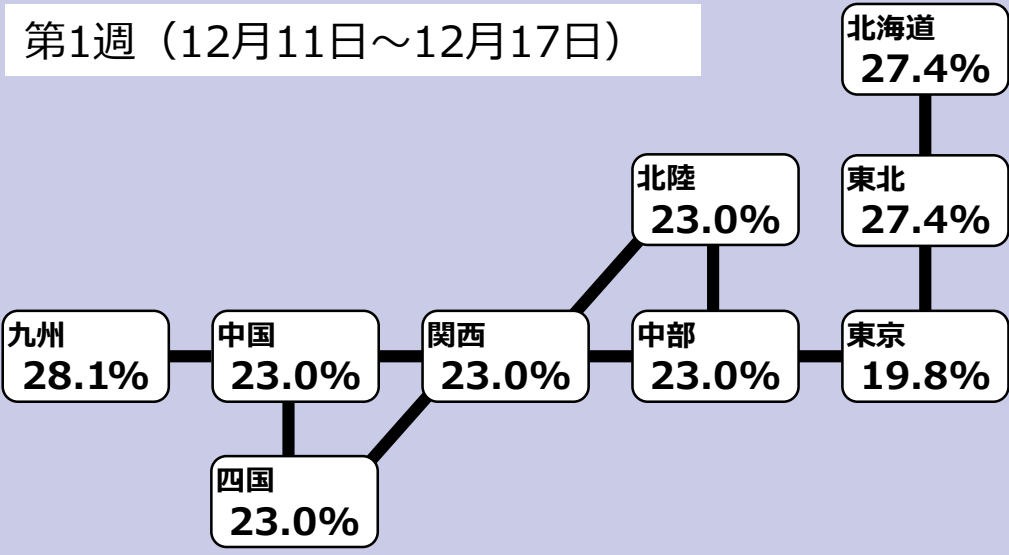 第1週（12月11日～12月17日）
北海道
27.4%
北陸
23.0%
東北
27.4%
九州
28.1%
中国
23.0%
関西
23.0%
中部
23.0%
東京
19.8%
四国
23.0%